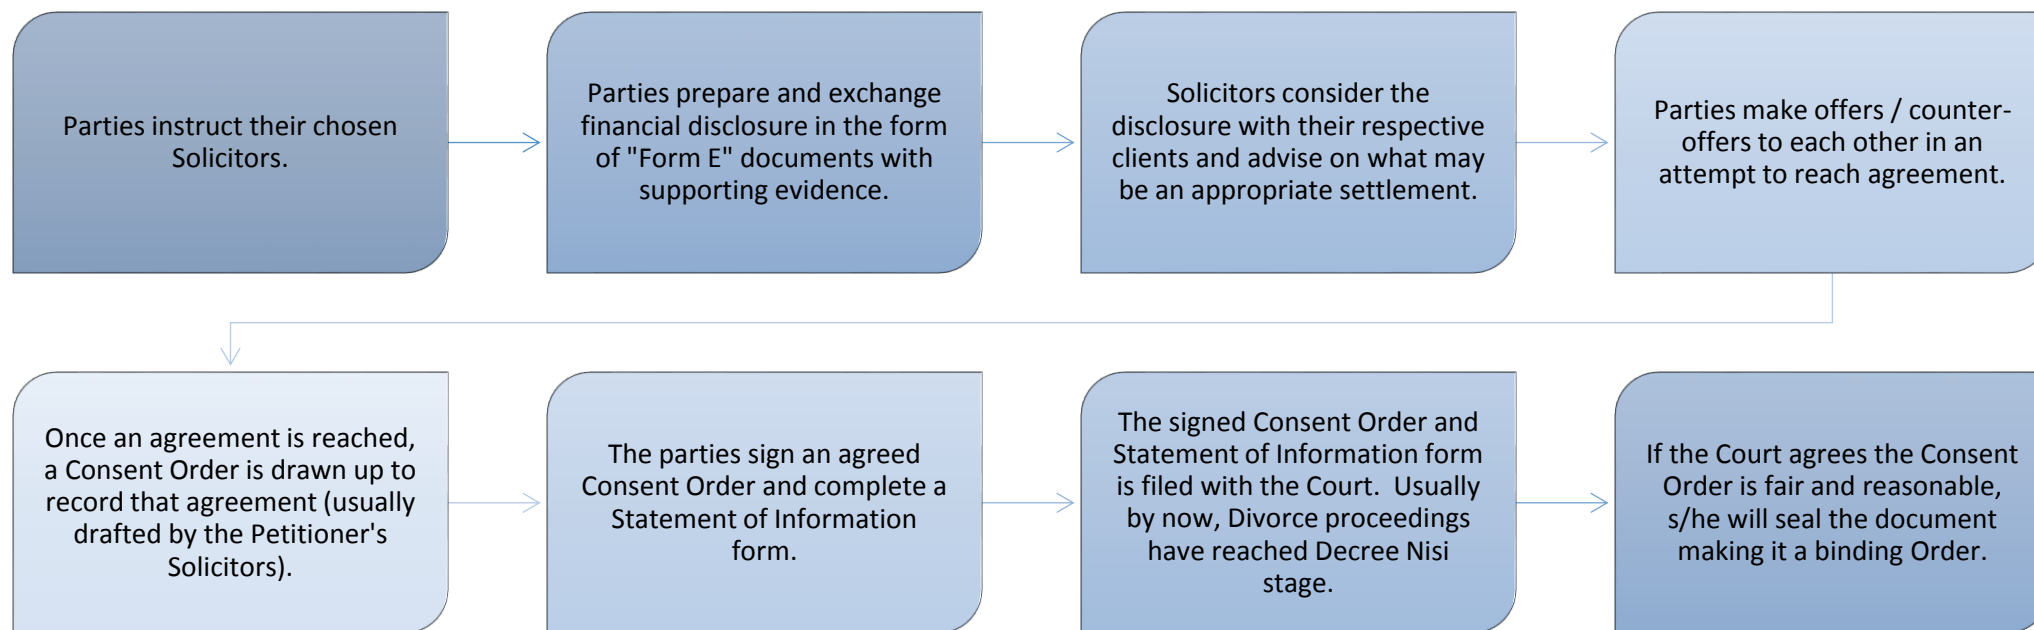 Parties instruct their chosen
Solicitors.
Parties prepare and exchange
financial disclosure in the form
of "Form E" documents with
supporting evidence.
Solicitors consider the
disclosure with their respective
clients and advise on what may
be an appropriate settlement.
Parties make offers / counter-
offers to each other in an
attempt to reach agreement.
Once an agreement is reached,
a Consent Order is drawn up to
record that agreement (usually
drafted by the Petitioner's
Solicitors).
The parties sign an agreed
Consent Order and complete a
Statement of Information
form.
The signed Consent Order and
Statement of Information form
is filed with the Court.  Usually
by now, Divorce proceedings
have reached Decree Nisi
stage.
If the Court agrees the Consent
Order is fair and reasonable,
s/he will seal the document
making it a binding Order.